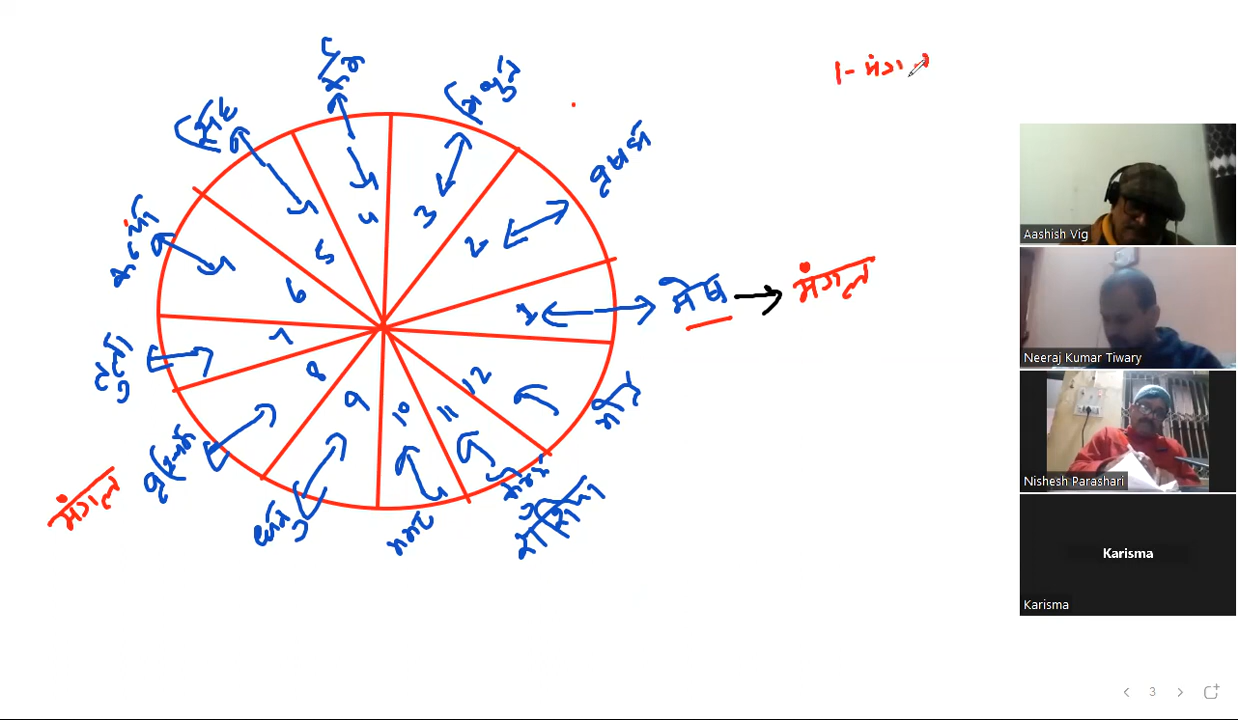 1- मंग
मेष
मंगल
1
2
वृषभ
3
मिथुन
4
कर्क
5
सिंह
6
कन्या
7
तुला
8
वृश्चिक
मंगल
9
धनु
10
मकर
11
कुम्भ
राशियां
12
मीन
Aashish Vig
Neeraj Kumar Tiwary
Nishesh Parashari
Karisma
Karisma
3